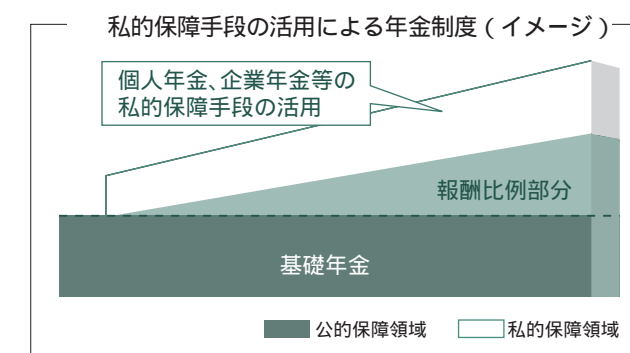 私的保障手段の活用による年金制度（イメージ）
個人年金、企業年金等の
私的保障手段の活用
報酬比例部分
基礎年金
公的保障領域
私的保障領域